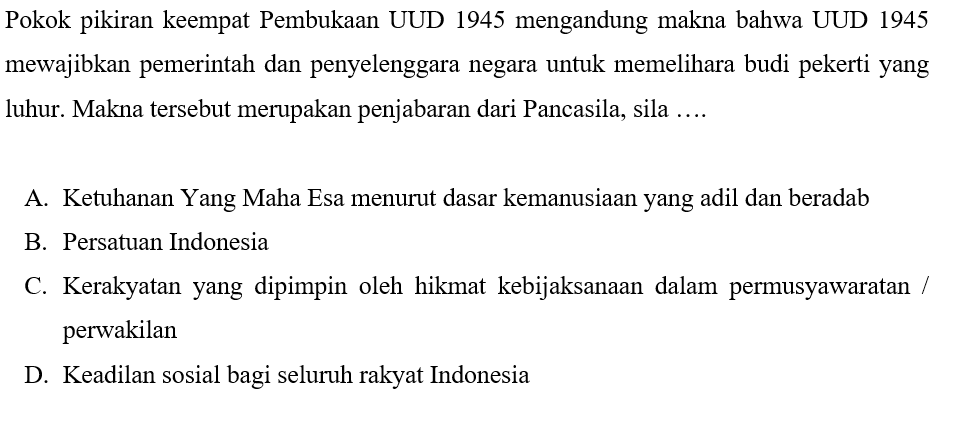 Pokok pikiran keempat Pembukaan UUD 1945 mengandung makna bahwa UUD 1945
mewajibkan pemerintah dan penyelenggara negara untuk memelihara budi pekerti yang
luhur. Makna tersebut merupakan penjabaran dari Pancasila, sila ….
A. Ketuhanan Yang Maha Esa menurut dasar kemanusiaan yang adil dan beradab
B. Persatuan Indonesia
C. Kerakyatan yang dipimpin oleh hikmat kebijaksanaan dalam permusyawaratan /
perwakilan
D. Keadilan sosial bagi seluruh rakyat Indonesia